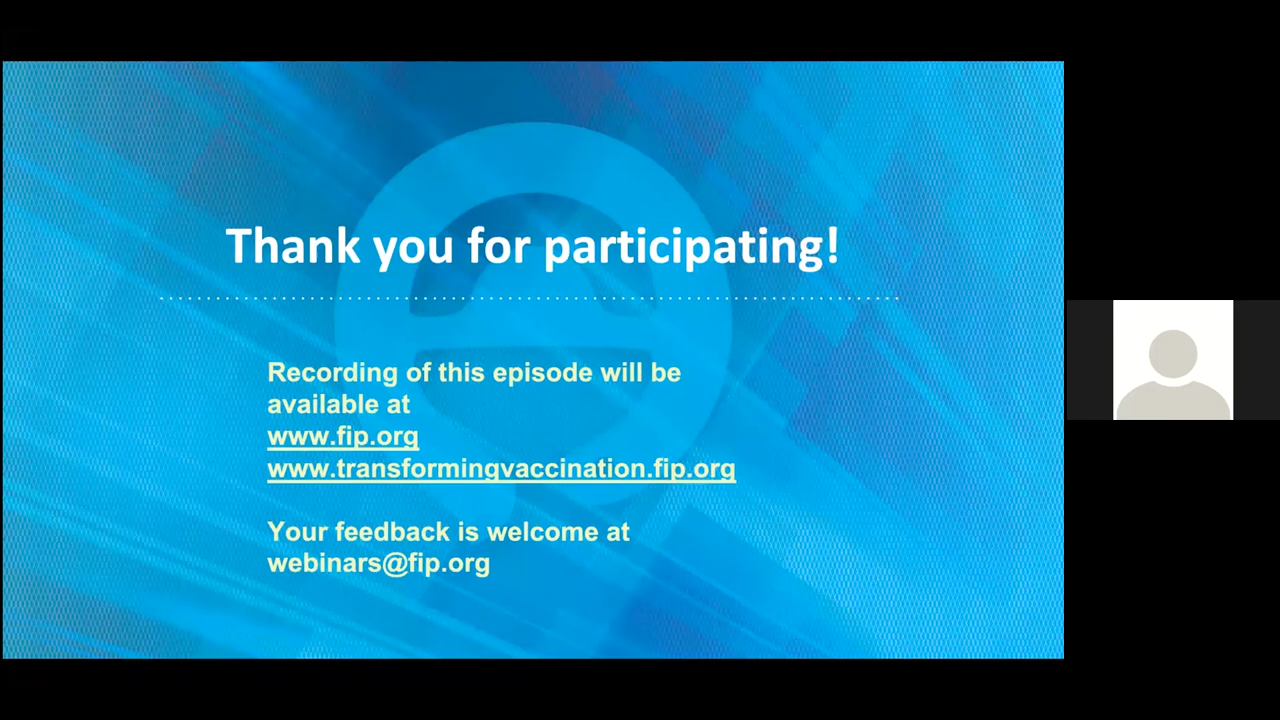 Thank you for participating!
Recording of this episode will be
available at
www.fip.org
www.transformingvaccination.fip.org
Your feedback is welcome at
webinars@fip.org